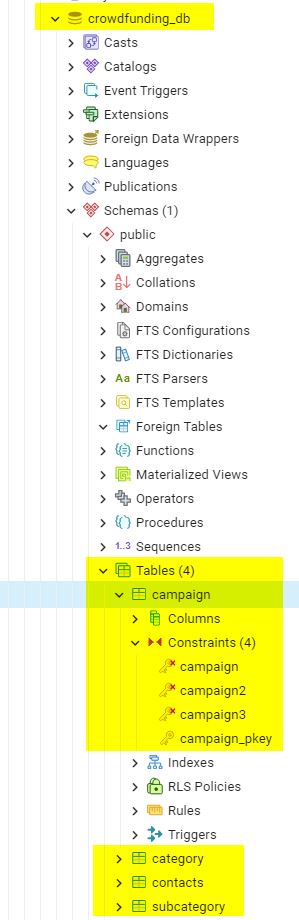 crowdfunding_db
Casts
Catalogs
Event Triggers
Extensions
Foreign Data Wrappers
Languages
Publications
Schemas (1)
public
Aggregates
Collations
Domains
FTS Configurations
FTS Dictionaries
Aa FTS Parsers
FTS Templates
Foreign Tables
Functions
Materialized Views
Operators
Procedures
1..3 Sequences
Tables (4)
campaign
Columns
Constraints (4)
campaign
campaign2
campaign3
campaign_pkey
Indexes
RLS Policies
Rules
Triggers
category
contacts
subcategory